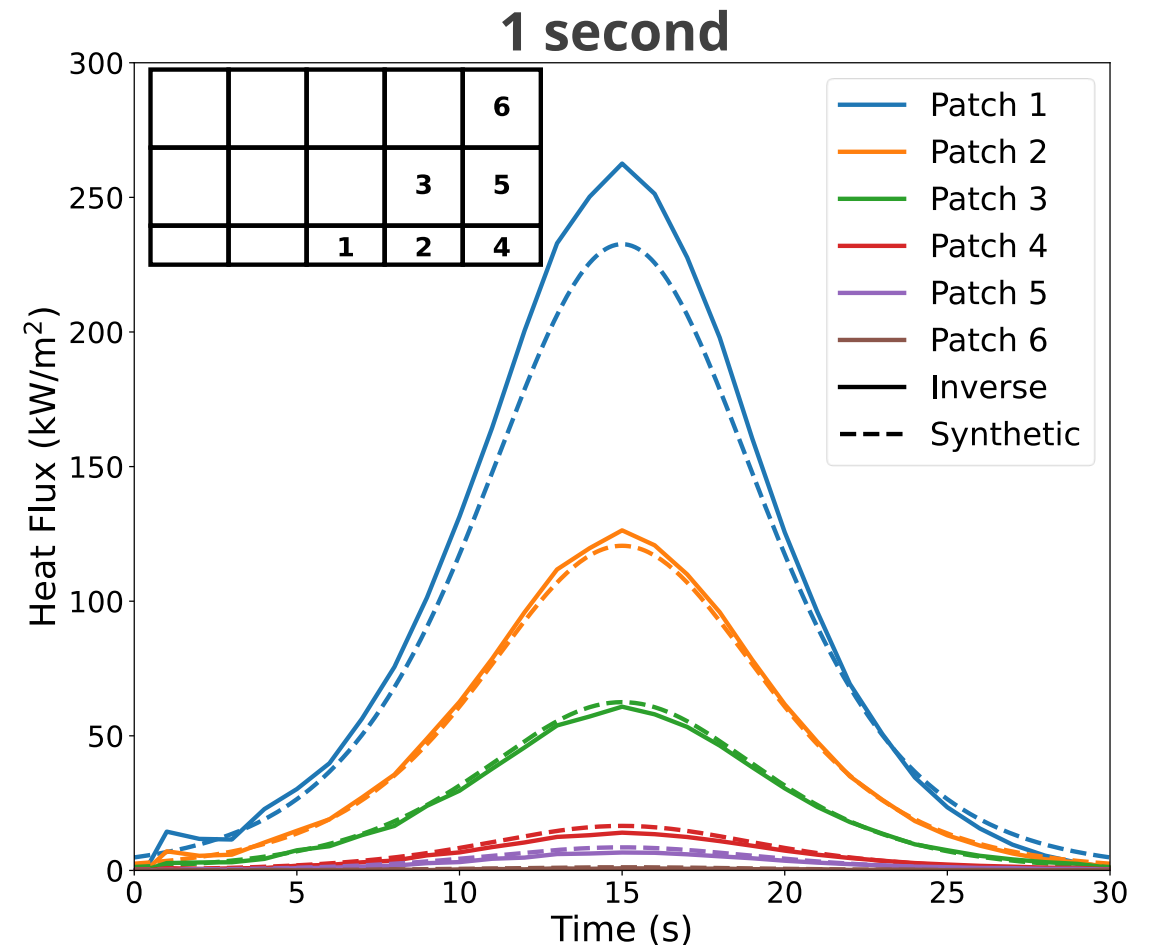 1 second
300
250
200
150
100
50
0
Heat Flux (kW/m²)
6
3 5
1 2 4
Patch 1
Patch 2
Patch 3
Patch 4
Patch 5
Patch 6
Inverse
Synthetic
0 5 10 15 20 25 30
Time (s)